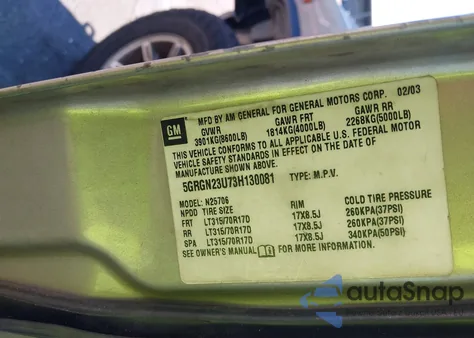 GM
MFD BY AM GENERAL FOR GENERAL MOTORS CORP. 02/03
GVWR GAWR FRT GAWR RR
3901KG(8600LB) 1814KG(4000LB) 2268KG(5000LB)
THIS VEHICLE CONFORMS TO ALL APPLICABLE U.S. FEDERAL MOTOR
VEHICLE SAFETY STANDARDS IN EFFECT ON THE DATE OF
MANUFACTURE SHOWN ABOVE.
5GRGN23U73H130081 TYPE: M.P.V.
N25706
NPDD TIRE SIZE RIM COLD TIRE PRESSURE
FRT LT315/70R17D 17X8.5J 260KPA(37PSI)
RR LT315/70R17D 17X8.5J 260KPA(37PSI)
SPA LT315/70R17D 17X8.5J 340KPA(50PSI)
SEE OWNER'S MANUAL FOR MORE INFORMATION.
autoSnap